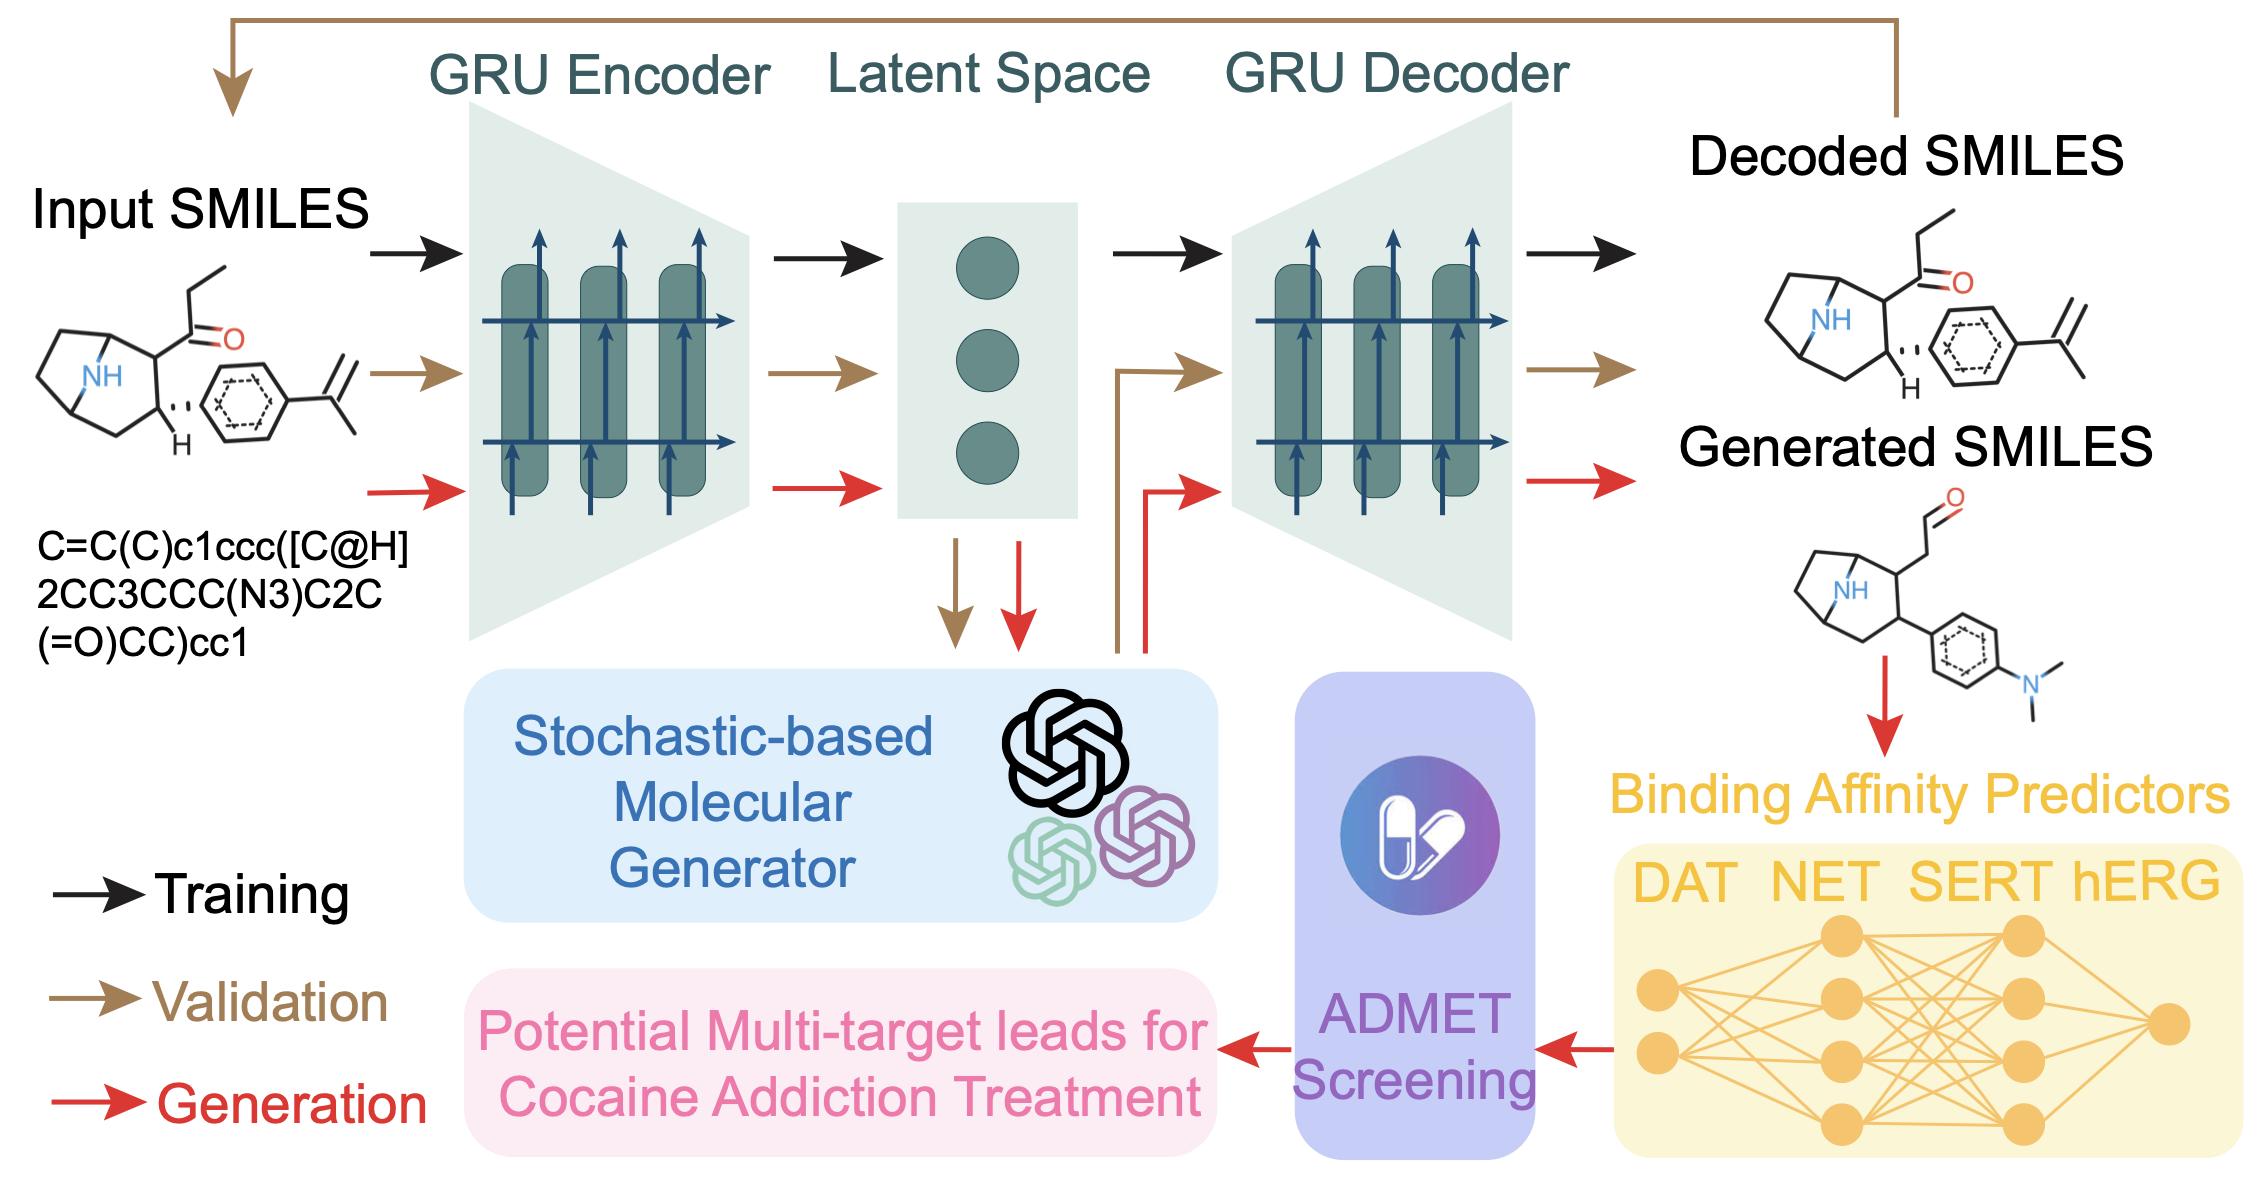 GRU Encoder
Latent Space
GRU Decoder
Input SMILES
Decoded SMILES
O
NH
H
O
NH
H
C=C(C)c1ccc([C@H]
2CC3CCC(N3)C2C
(=O)CC)cc1
Generated SMILES
O
NH
N
Stochastic-based
Molecular
Generator
Binding Affinity Predictors
DAT NET SERT hERG
ADMET
Screening
Potential Multi-target leads for
Cocaine Addiction Treatment
Training
Validation
Generation